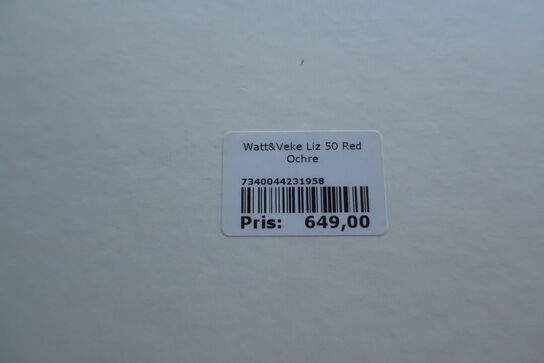 Watt&Veke Liz 50 Red
Ochre
7340044231958
Pris: 649,00